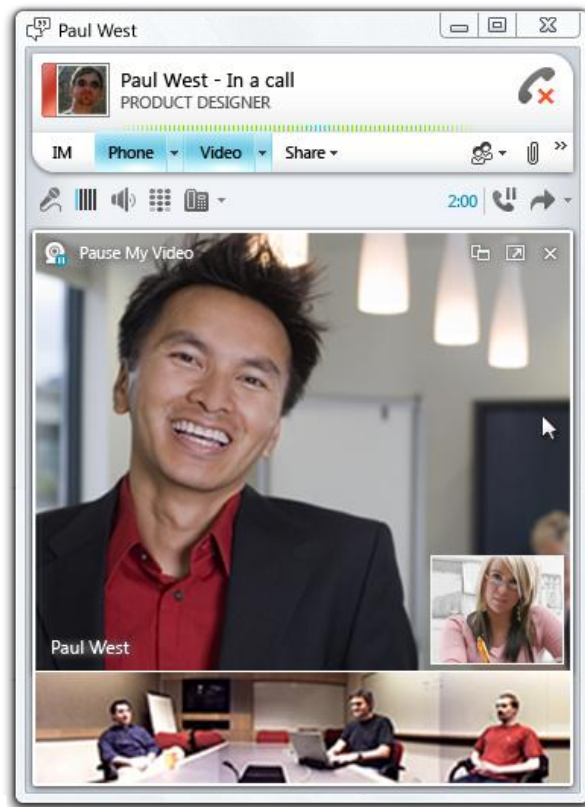 Paul West
Paul West - In a call
PRODUCT DESIGNER
IM Phone Video Share
2:00
Pause My Video
Paul West